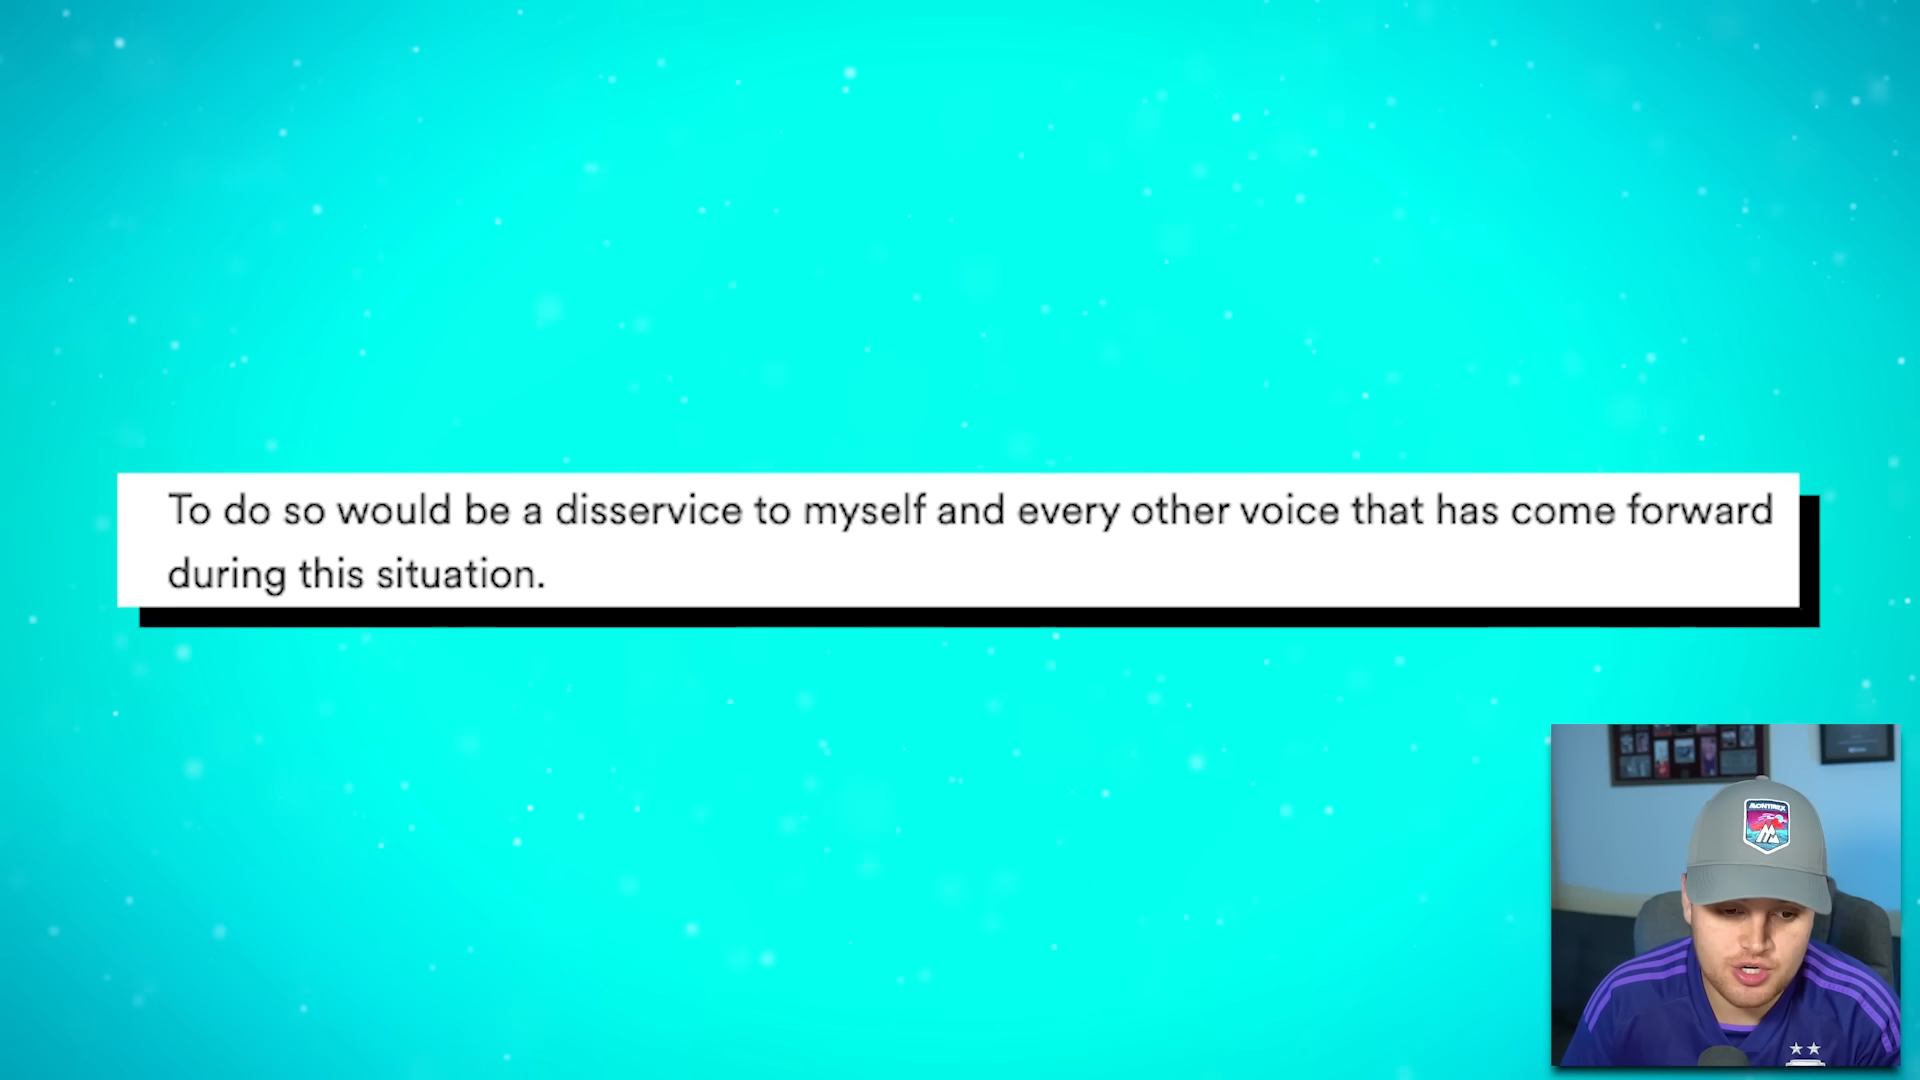 To do so would be a disservice to myself and every other voice that has come forward
during this situation.
MONTIREX